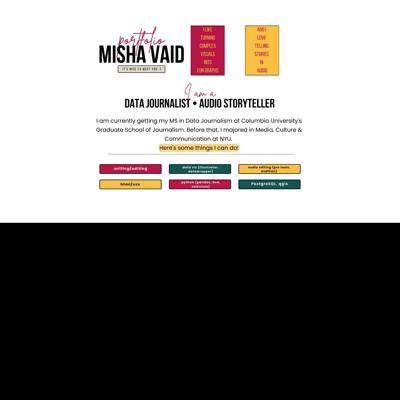 portfolio
MISHA VAID
IT'S NICE TO MEET YOU :)
I LIKE
TURNING
COMPLEX
VISUALS
INTO
FUN GRAPHS
AND I
LOVE
TELLING
STORIES
IN
AUDIO
I am a
DATA JOURNALIST • AUDIO STORYTELLER
I am currently getting my MS in Data Journalism at Columbia University's
Graduate School of Journalism. Before that, I majored in Media, Culture &
Communication at NYU.
Here's some things I can do!
writing/editing
data viz (illustrator,
datawrapper)
audio editing (pro tools,
audition)
html/css
python (pandas, bs4,
selenium)
PostgreSQL, qgis